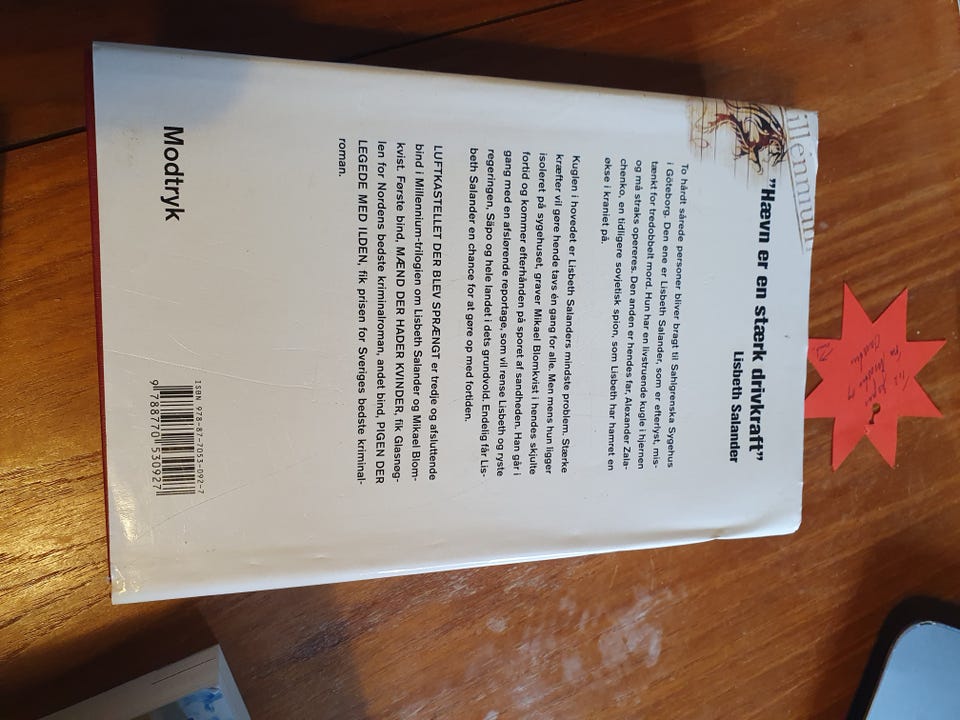 illennium
"Hævn er en stærk drivkraft"
Lisbeth Salander
To hårdt sårede personer bliver bragt til Sahlgrenska Sygehus
i Göteborg. Den ene er Lisbeth Salander, som er efterlyst, mis-
tænkt for tredobbelt mord. Hun har en livstruende kugle i hjernen
og må straks opereres. Den anden er hendes far, Alexander Zala-
chenko, en tidligere sovjetisk spion, som Lisbeth har hamret en
økse i kraniet på.
Kuglen i hovedet er Lisbeth Salanders mindste problem. Stærke
kræfter vil gøre hende tavs én gang for alle. Men mens hun ligger
isoleret på sygehuset, graver Mikael Blomkvist i hendes skjulte
fortid og kommer efterhånden på sporet af sandheden. Han går i
gang med en afslørende reportage, som vil rense Lisbeth og ryste
regeringen, Säpo og hele landet i dets grundvold. Endelig får Lis-
beth Salander en chance for at gøre op med fortiden.
LUFTKASTELLET DER BLEV SPRÆNGT er tredje og afsluttende
bind i Millennium-trilogien om Lisbeth Salander og Mikael Blom-
kvist. Første bind, MÆND DER HADER KVINDER, fik Glasnøg-
len for Nordens bedste kriminalroman, andet bind, PIGEN DER
LEGEDE MED ILDEN, fik prisen for Sveriges bedste kriminal-
roman.
Modtryk
ISBN 978-87-7053-092-7
9 788770 530927